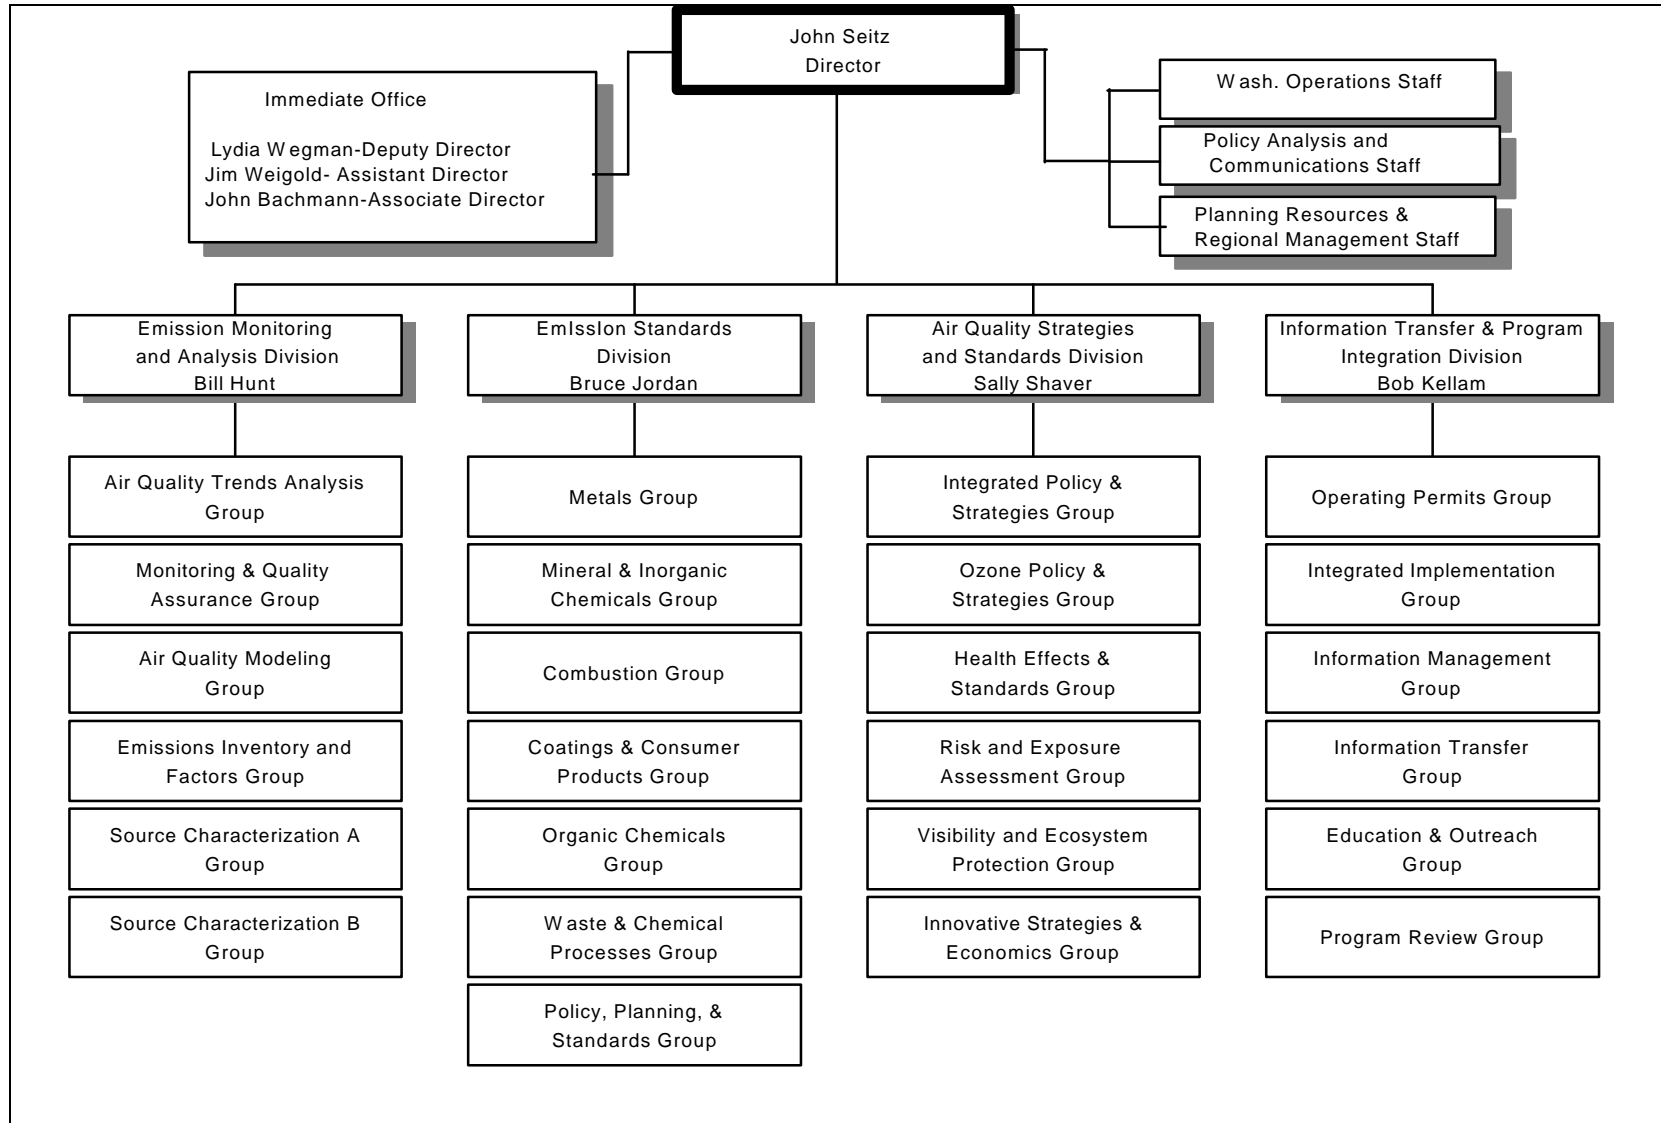 John Seitz
Director
Immediate Office
Lydia Wegman-Deputy Director
Jim Weigold- Assistant Director
John Bachmann-Associate Director
Wash. Operations Staff
Policy Analysis and
Communications Staff
Planning Resources &
Regional Management Staff
Emission Monitoring
and Analysis Division
Bill Hunt
EmIssIon Standards
Division
Bruce Jordan
Air Quality Strategies
and Standards Division
Sally Shaver
Information Transfer & Program
Integration Division
Bob Kellam
Air Quality Trends Analysis
Group
Monitoring & Quality
Assurance Group
Air Quality Modeling
Group
Emissions Inventory and
Factors Group
Source Characterization A
Group
Source Characterization B
Group
Metals Group
Mineral & Inorganic
Chemicals Group
Combustion Group
Coatings & Consumer
Products Group
Organic Chemicals
Group
Waste & Chemical
Processes Group
Policy, Planning, &
Standards Group
Integrated Policy &
Strategies Group
Ozone Policy &
Strategies Group
Health Effects &
Standards Group
Risk and Exposure
Assessment Group
Visibility and Ecosystem
Protection Group
Innovative Strategies &
Economics Group
Operating Permits Group
Integrated Implementation
Group
Information Management
Group
Information Transfer
Group
Education & Outreach
Group
Program Review Group